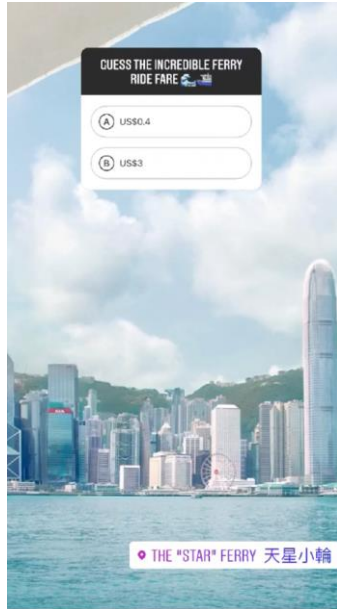 GUESS THE INCREDIBLE FERRY
RIDE FARE
A US$0.4
B US$3
THE "STAR" FERRY 天星小輪